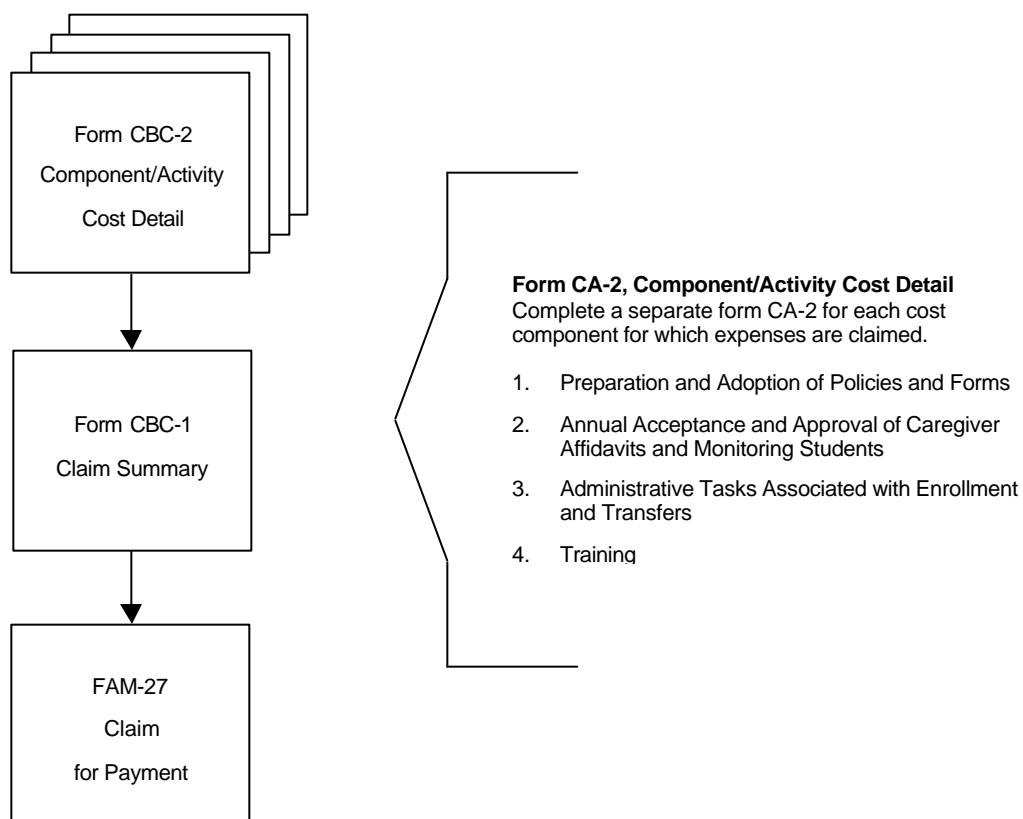 Form CBC-2
Component/Activity
Cost Detail
Form CBC-1
Claim Summary
FAM-27
Claim
for Payment
Form CA-2, Component/Activity Cost Detail
Complete a separate form CA-2 for each cost
component for which expenses are claimed.
1. Preparation and Adoption of Policies and Forms
2. Annual Acceptance and Approval of Caregiver
Affidavits and Monitoring Students
3. Administrative Tasks Associated with Enrollment
and Transfers
4. Training